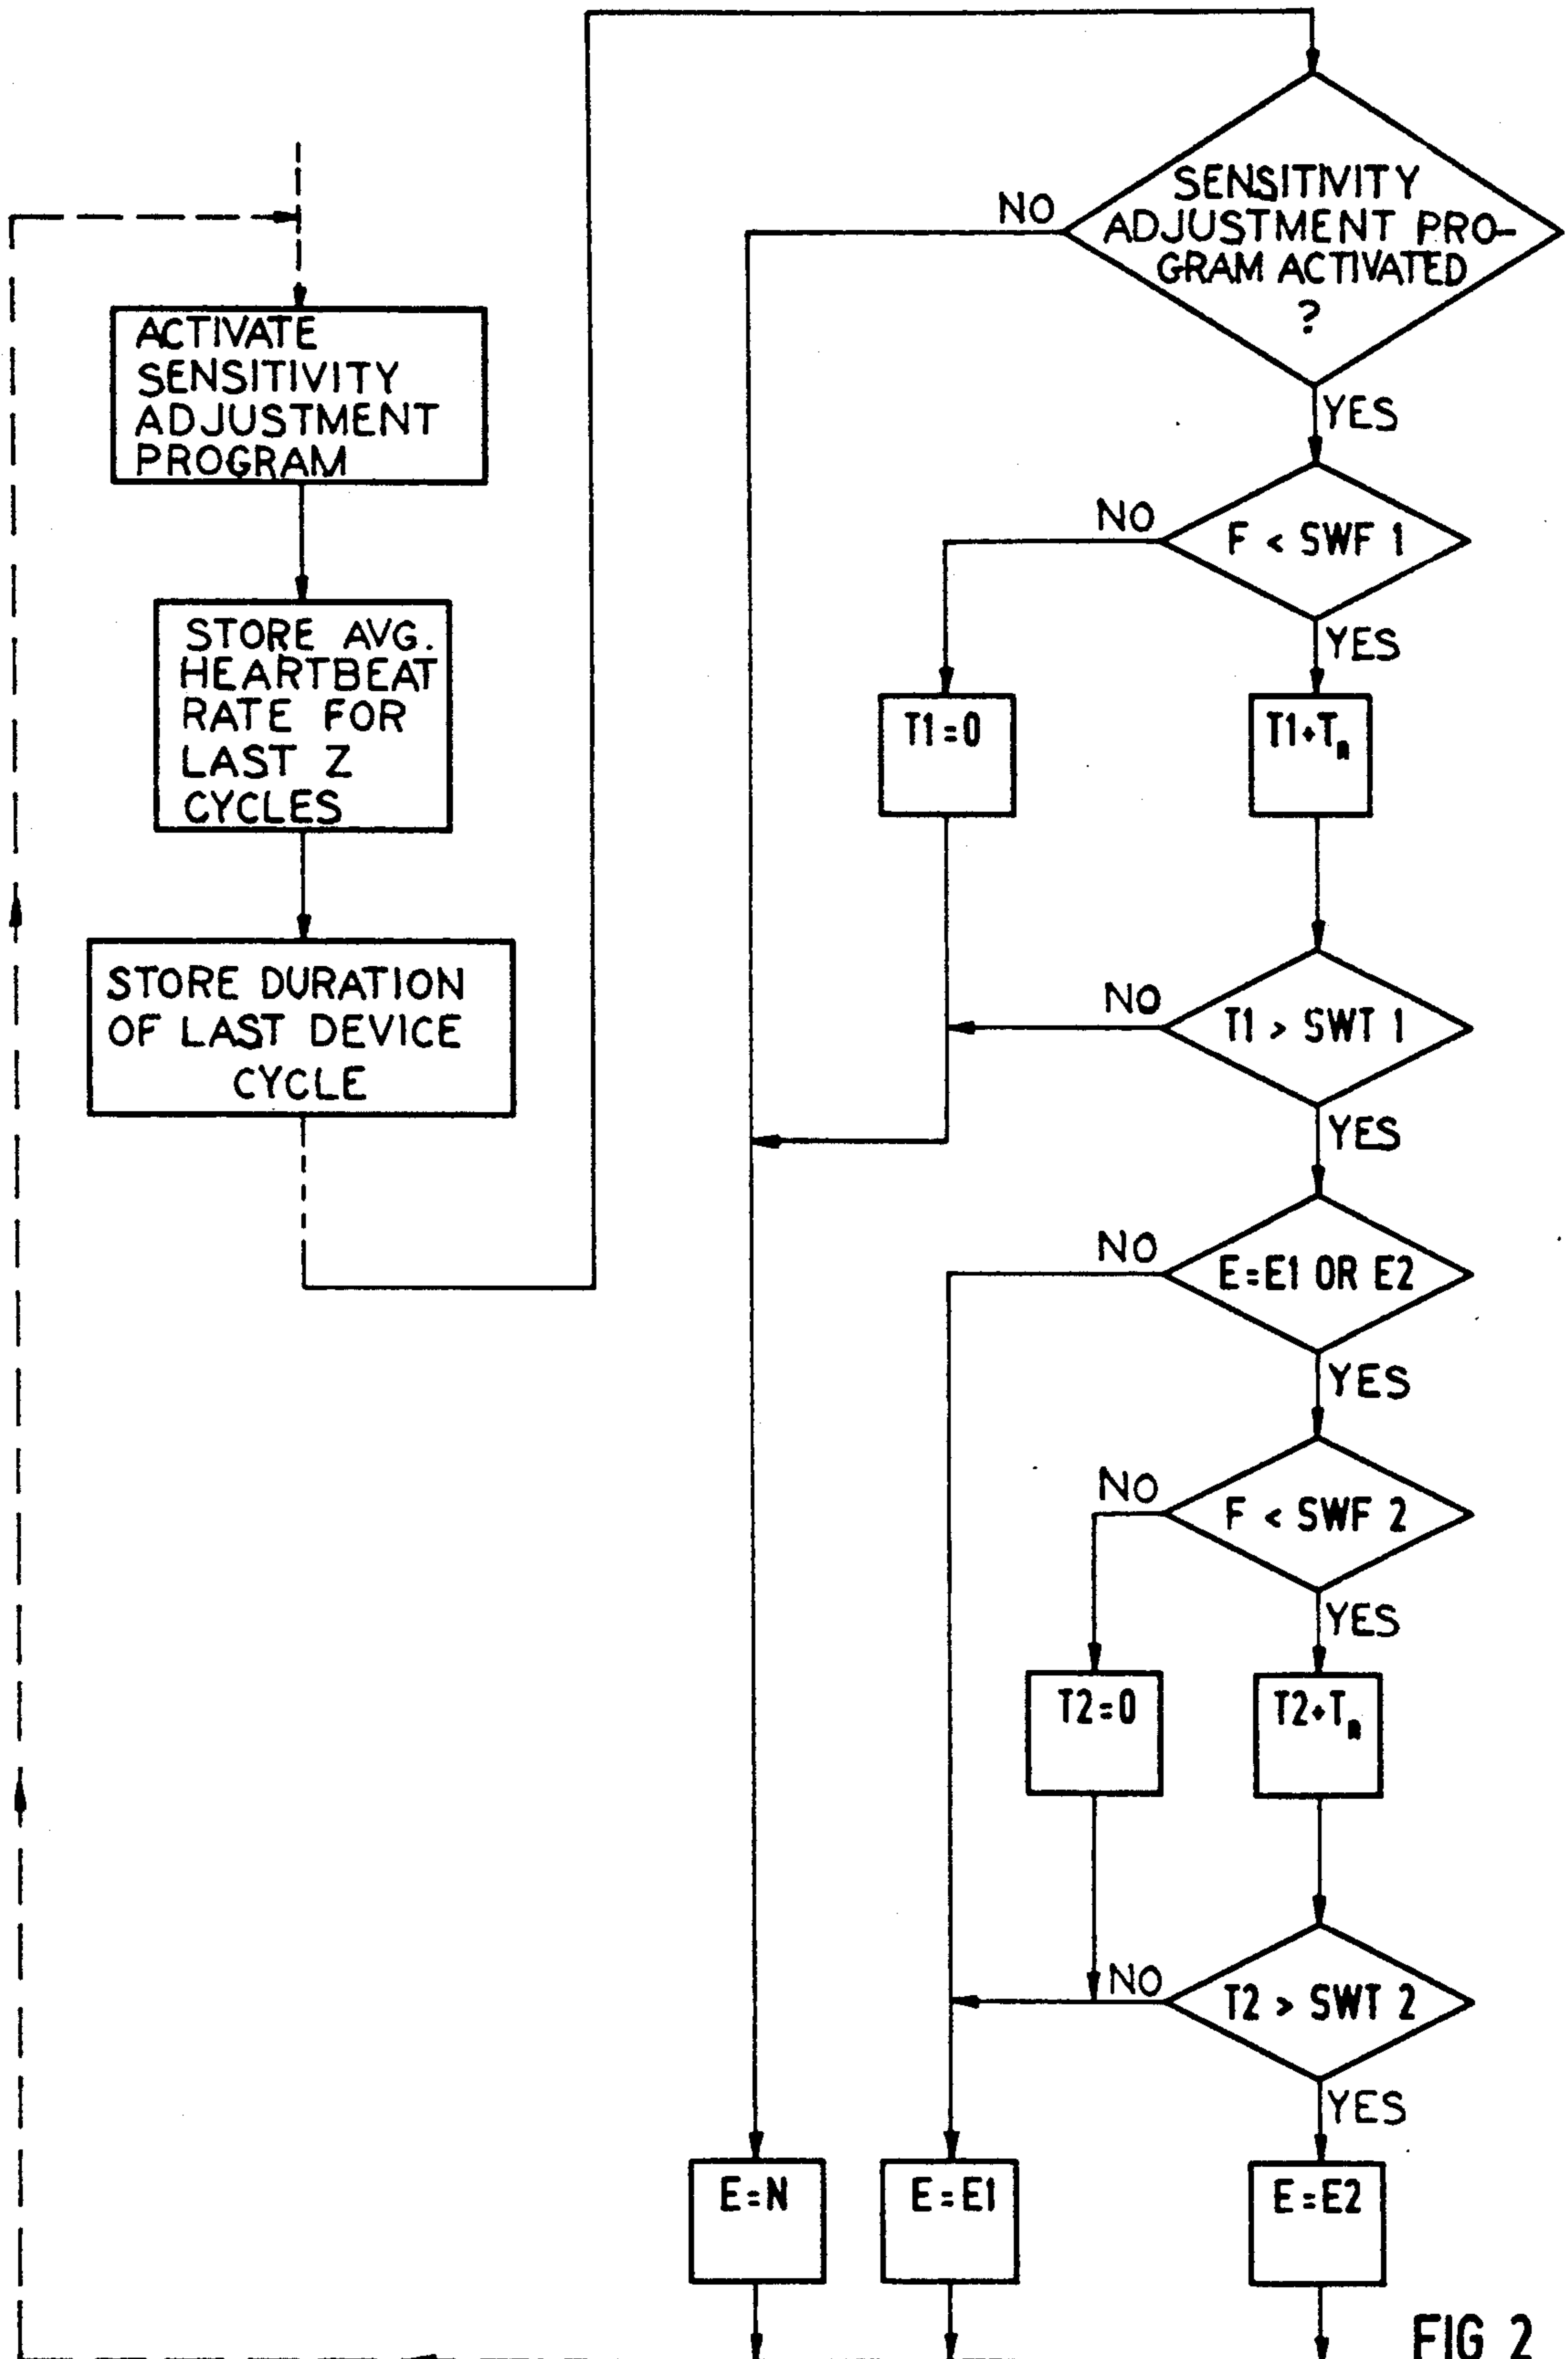 ACTIVATE
SENSITIVITY
ADJUSTMENT
PROGRAM
STORE AVG.
HEARTBEAT
RATE FOR
LAST Z
CYCLES
STORE DURATION
OF LAST DEVICE
CYCLE
SENSITIVITY
ADJUSTMENT PRO-
GRAM ACTIVATED
?
NO
YES
F < SWF 1
NO
YES
T1=0
T1+Tn
T1 > SWT 1
NO
YES
E=E1 OR E2
NO
YES
F < SWF 2
NO
YES
T2=0
T2+Tn
T2 > SWT 2
NO
YES
E=N
E=E1
E=E2
FIG 2